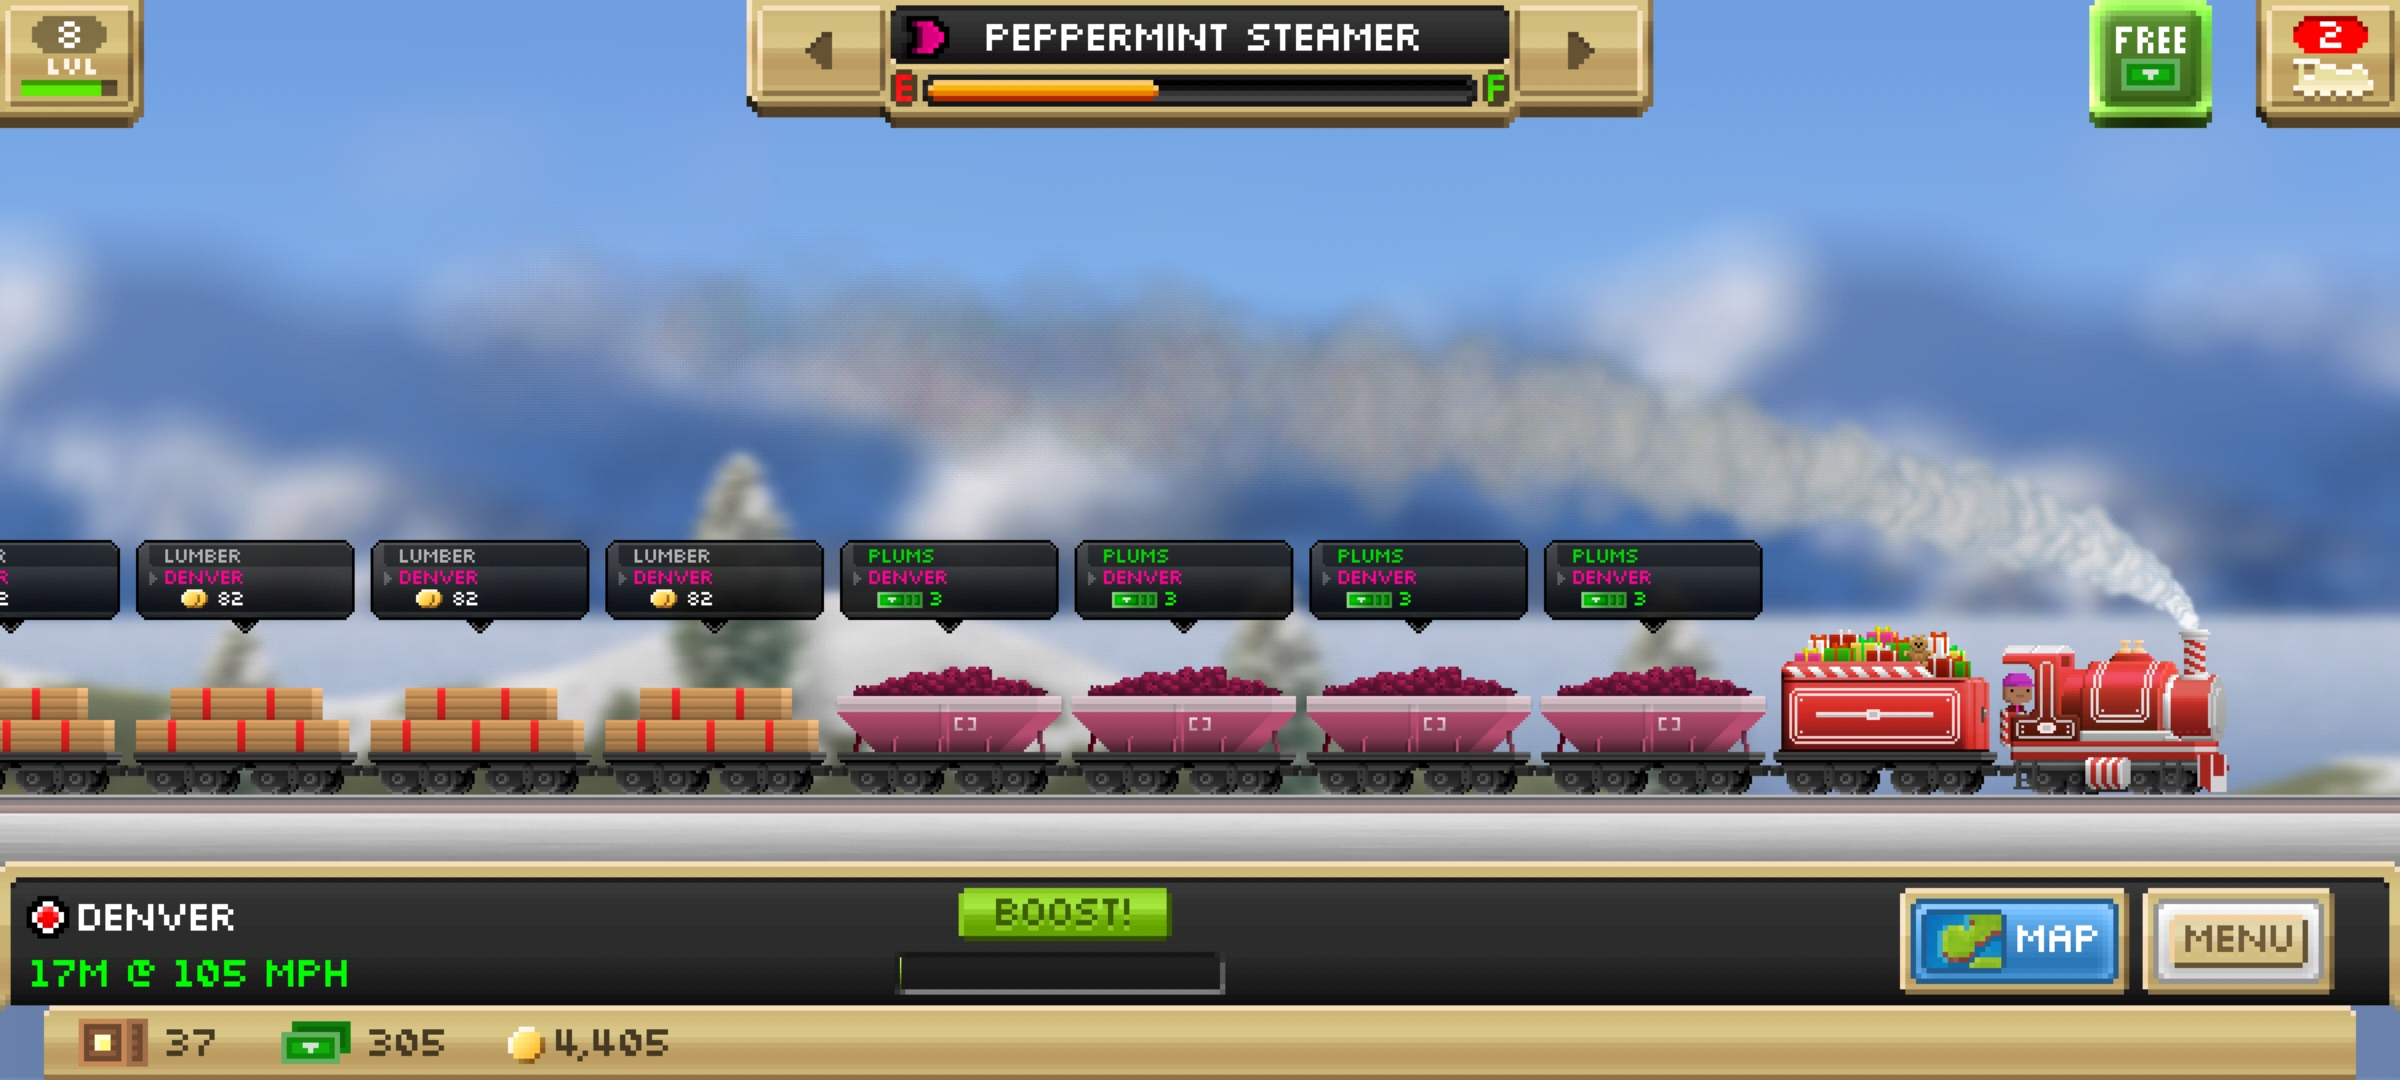 8
LVL
PEPPERMINT STEAMER
E F
FREE
2
R
R
2
LUMBER
DENVER
82
LUMBER
DENVER
82
LUMBER
DENVER
82
PLUMS
DENVER
3
PLUMS
DENVER
3
PLUMS
DENVER
3
PLUMS
DENVER
3
DENVER
17M @ 105 MPH
BOOST!
MAP
MENU
37
305
4,405